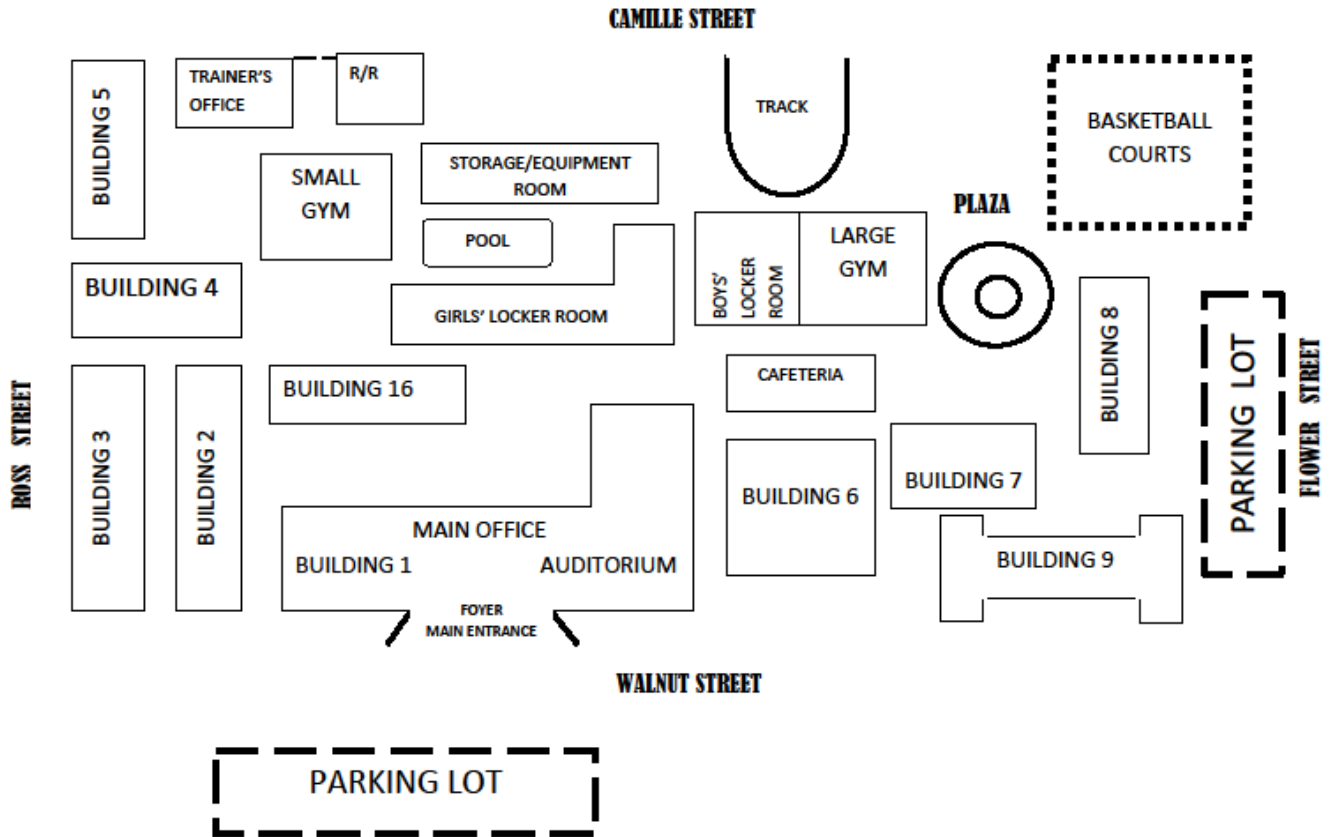 CAMILLE STREET
BUILDING 5
TRAINER'S
OFFICE
R/R
TRACK
BASKETBALL
COURTS
STORAGE/EQUIPMENT
ROOM
SMALL
GYM
PLAZA
POOL
BOYS'
LOCKER
ROOM
LARGE
GYM
BUILDING 4
GIRLS' LOCKER ROOM
BUILDING 8
PARKING LOT
FLOWER STREET
ROSS STREET
BUILDING 3
BUILDING 2
BUILDING 16
CAFETERIA
BUILDING 6
BUILDING 7
MAIN OFFICE
BUILDING 1
AUDITORIUM
BUILDING 9
FOYER
MAIN ENTRANCE
WALNUT STREET
PARKING LOT